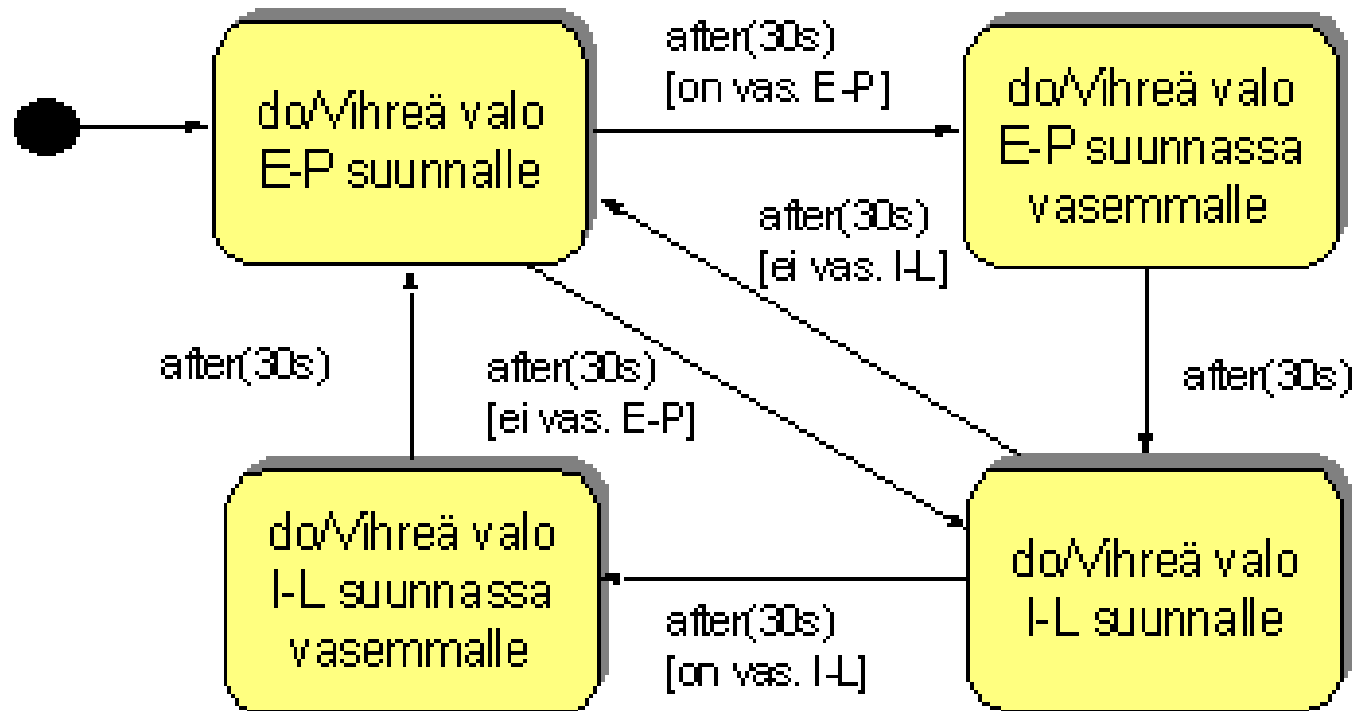 do/Vihreä valo
E-P suunnalle
after(30s)
[on vas. E-P]
do/Vihreä valo
E-P suunnassa
vasemmalle
after(30s)
[ei vas. I-L]
after(30s)
after(30s)
[ei vas. E-P]
after(30s)
do/Vihreä valo
I-L suunnassa
vasemmalle
after(30s)
[on vas. I-L]
do/Vihreä valo
I-L suunnalle